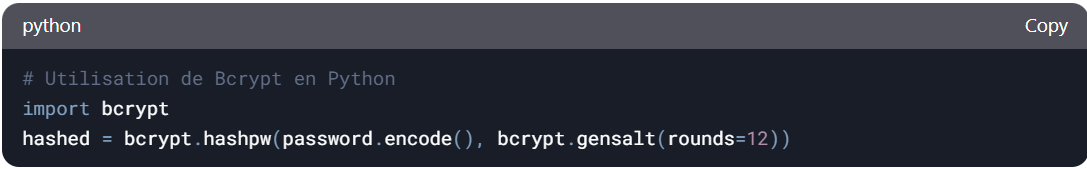 python
Copy
# Utilisation de Bcrypt en Python
import bcrypt
hashed = bcrypt.hashpw(password.encode(), bcrypt.gensalt(rounds=12))